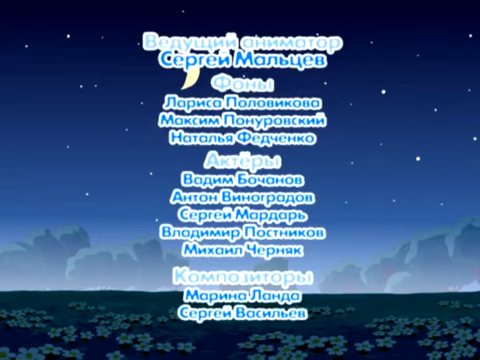 Ведущий аниматор
Сергей Мальцев
Фоны
Лариса Половикова
Максим Понуровский
Наталья Федченко
Актёры
Вадим Бочанов
Антон Виноградов
Сергей Мардарь
Владимир Постников
Михаил Черняк
Композиторы
Марина Ланда
Сергей Васильев